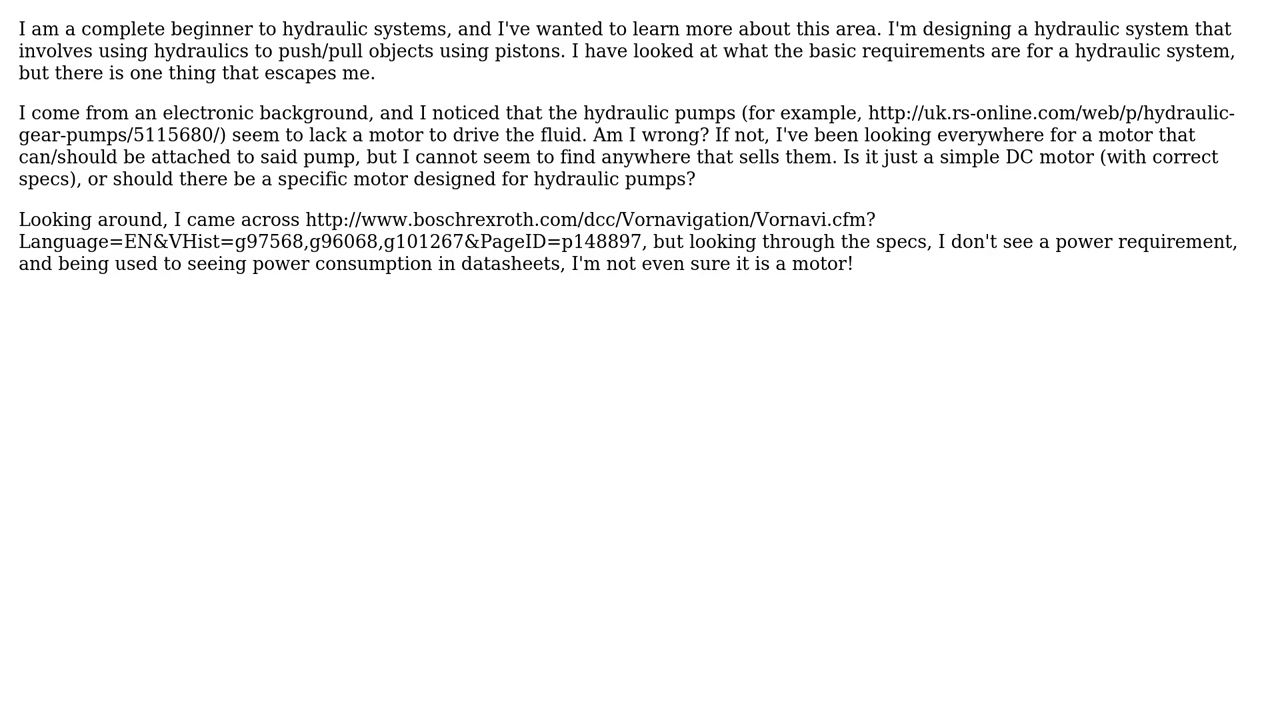 I am a complete beginner to hydraulic systems, and I've wanted to learn more about this area. I'm designing a hydraulic system that
involves using hydraulics to push/pull objects using pistons. I have looked at what the basic requirements are for a hydraulic system,
but there is one thing that escapes me.
I come from an electronic background, and I noticed that the hydraulic pumps (for example, http://uk.rs-online.com/web/p/hydraulic-
gear-pumps/5115680/) seem to lack a motor to drive the fluid. Am I wrong? If not, I've been looking everywhere for a motor that
can/should be attached to said pump, but I cannot seem to find anywhere that sells them. Is it just a simple DC motor (with correct
specs), or should there be a specific motor designed for hydraulic pumps?
Looking around, I came across http://www.boschrexroth.com/dcc/Vornavigation/Vornavi.cfm?
Language=EN&VHist=g97568,g96068,g101267&PageID=p148897, but looking through the specs, I don't see a power requirement,
and being used to seeing power consumption in datasheets, I'm not even sure it is a motor!